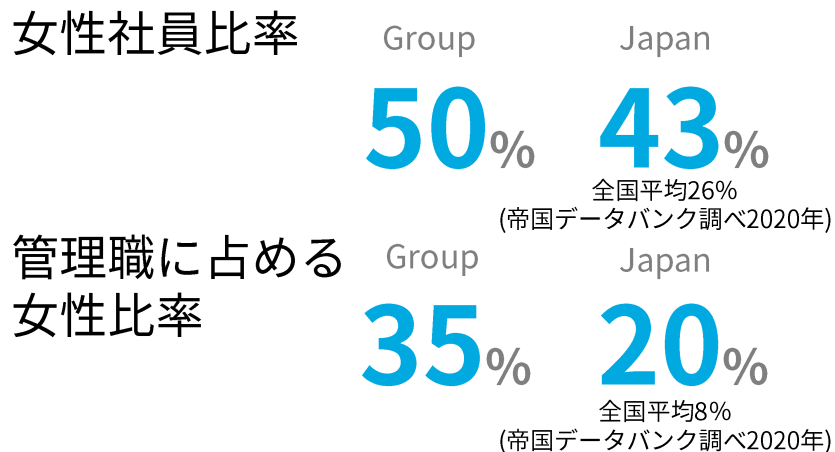 女性社員比率
Group
Japan
50%
43%
全国平均26%
(帝国データバンク調べ2020年)
管理職に占める
女性比率
Group
Japan
35%
20%
全国平均8%
(帝国データバンク調べ2020年)